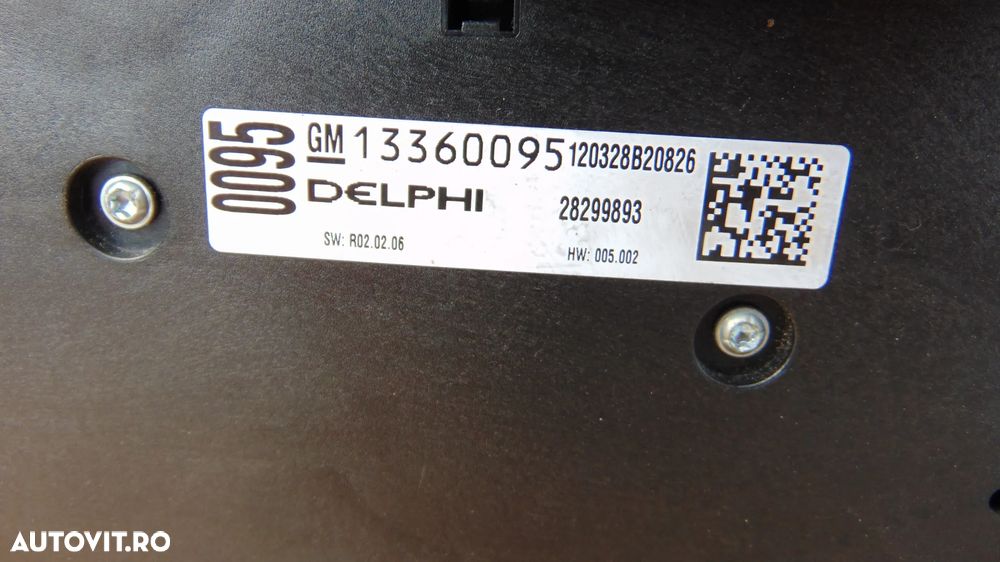 0095
GM 13360095 120328B20826
DELPHI 28299893
SW: R02.02.06 HW: 005.002
AUTOVIT.RO